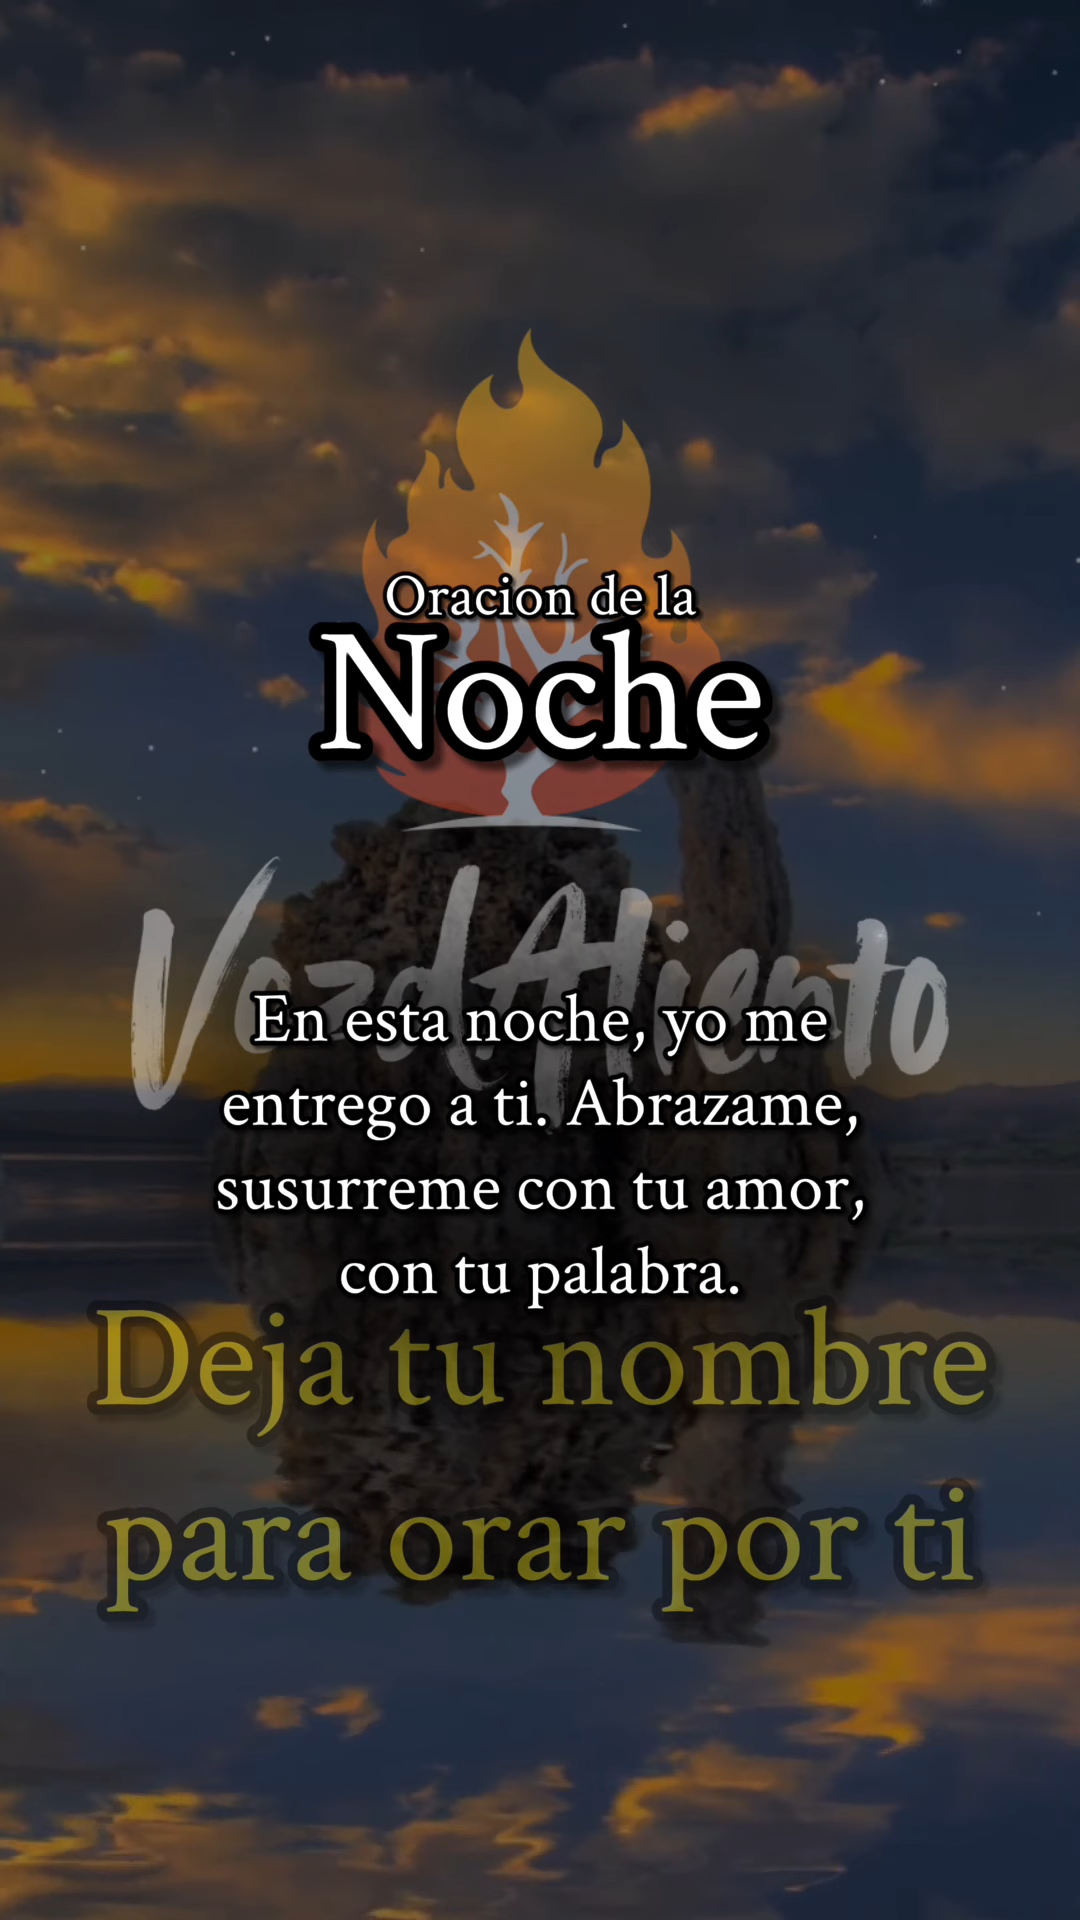 Oracion de la
Noche
VozdAliento
En esta noche, yo me
entrego a ti. Abrazame,
susurreme con tu amor,
con tu palabra.
Deja tu nombre
para orar por ti